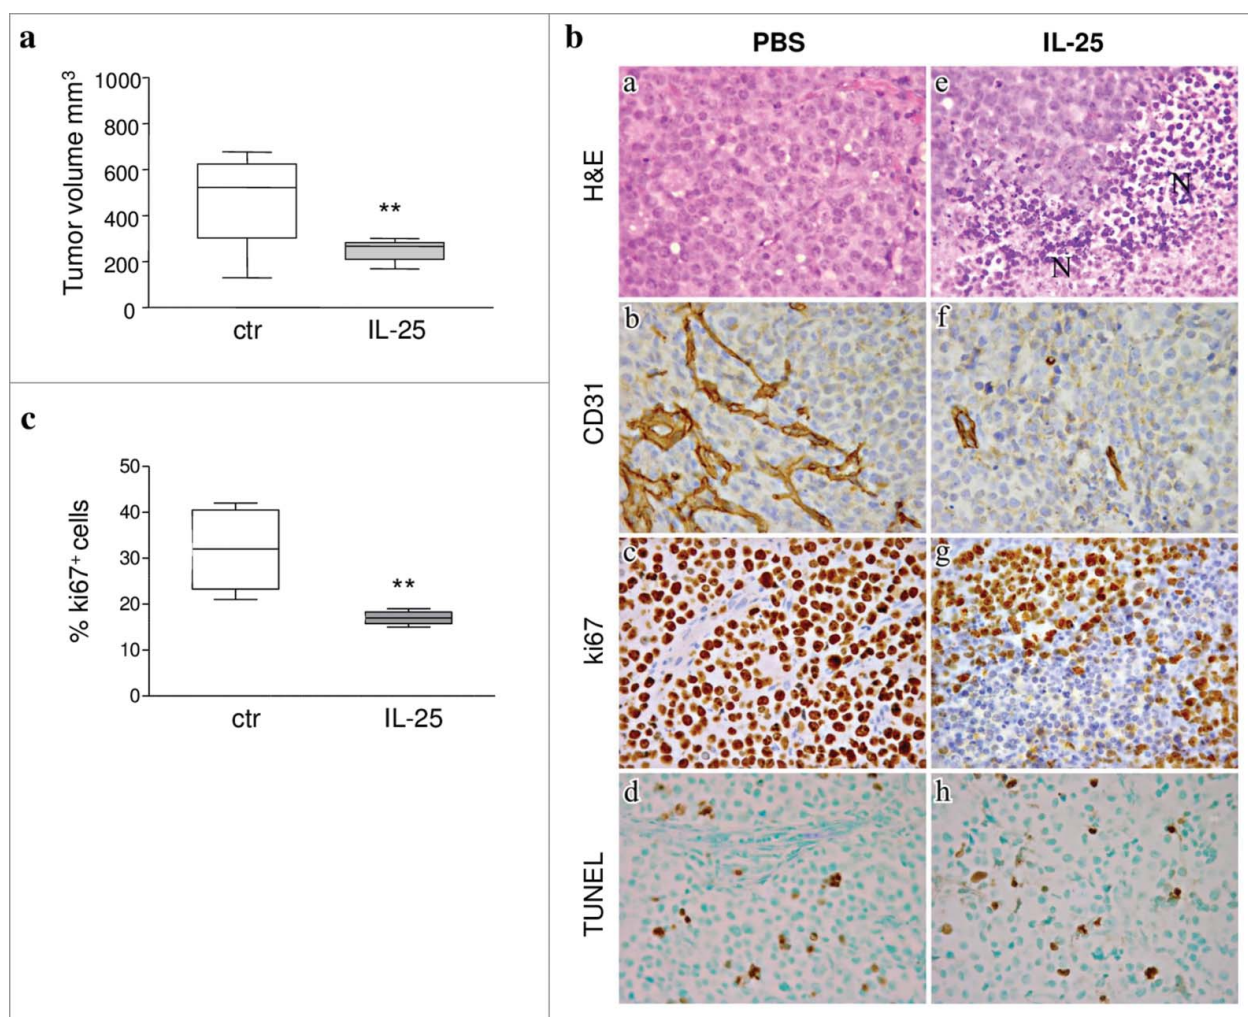 a
Tumor volume mm³
1000
800
600
400
200
0
**
ctr
IL-25
b
PBS
IL-25
H&E
a
e
N
N
CD31
b
f
ki67
c
g
TUNEL
d
h
c
% ki67⁺ cells
50
40
30
20
10
0
**
ctr
IL-25